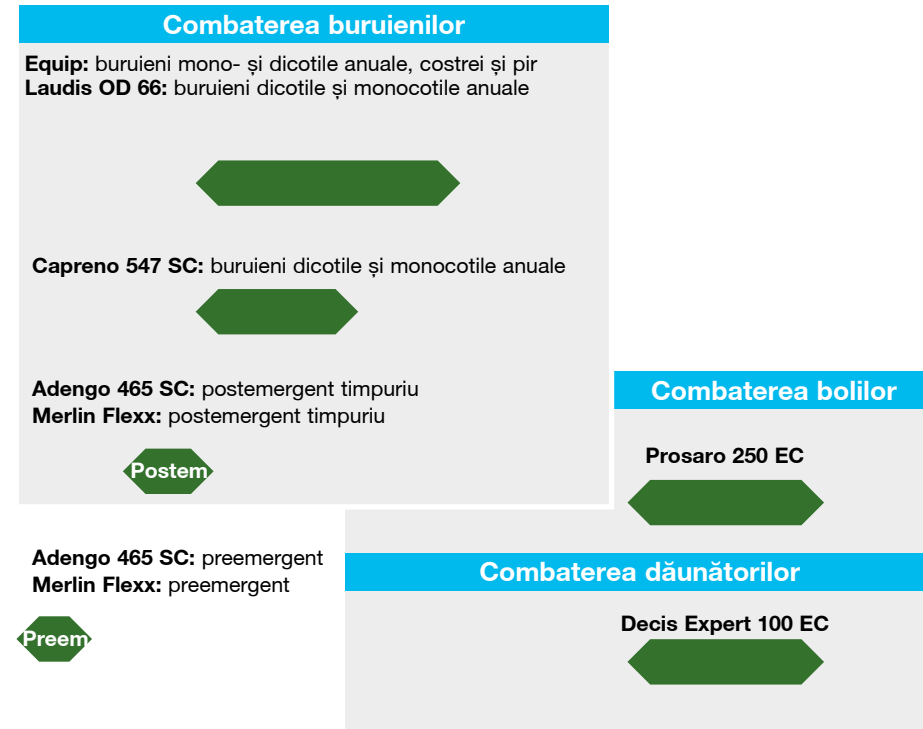 Combaterea buruienilor
Equip: buruieni mono- și dicotile anuale, costrei și pir
Laudis OD 66: buruieni dicotile și monocotile anuale
Capreno 547 SC: buruieni dicotile și monocotile anuale
Adengo 465 SC: postemergent timpuriu
Merlin Flexx: postemergent timpuriu
Postem
Combaterea bolilor
Prosaro 250 EC
Adengo 465 SC: preemergent
Merlin Flexx: preemergent
Preem
Combaterea dăunătorilor
Decis Expert 100 EC